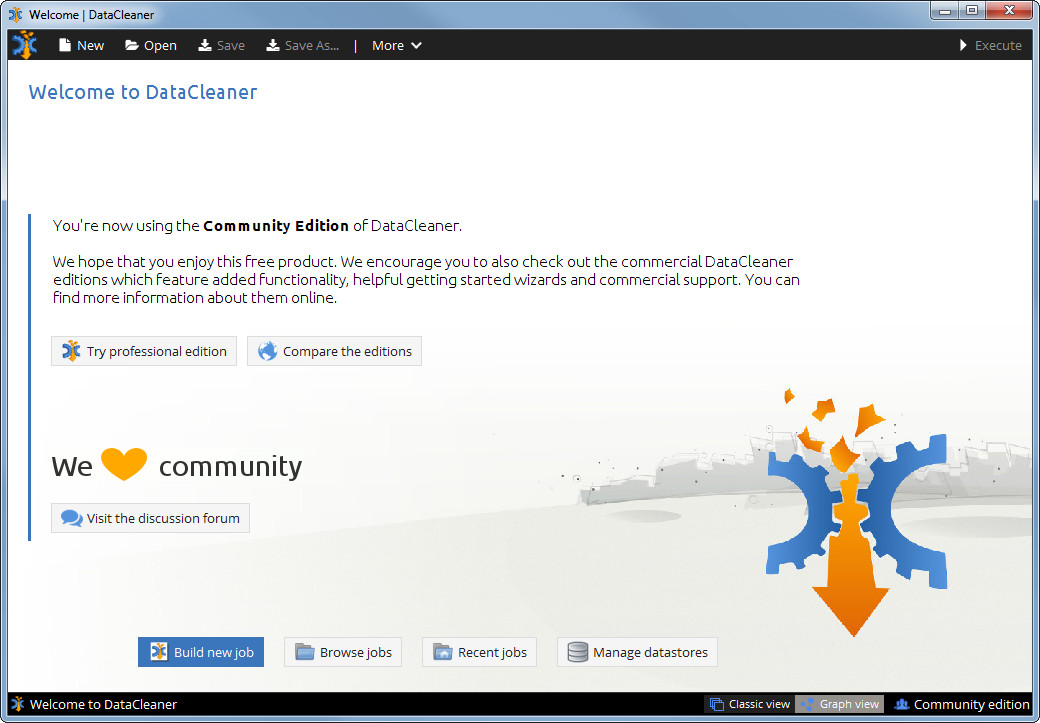 Welcome | DataCleaner
New Open Save Save As... | More Execute
Welcome to DataCleaner
You're now using the Community Edition of DataCleaner.
We hope that you enjoy this free product. We encourage you to also check out the commercial DataCleaner
editions which feature added functionality, helpful getting started wizards and commercial support. You can
find more information about them online.
Try professional edition Compare the editions
We community
Visit the discussion forum
Build new job Browse jobs Recent jobs Manage datastores
Welcome to DataCleaner Classic view Graph view Community edition